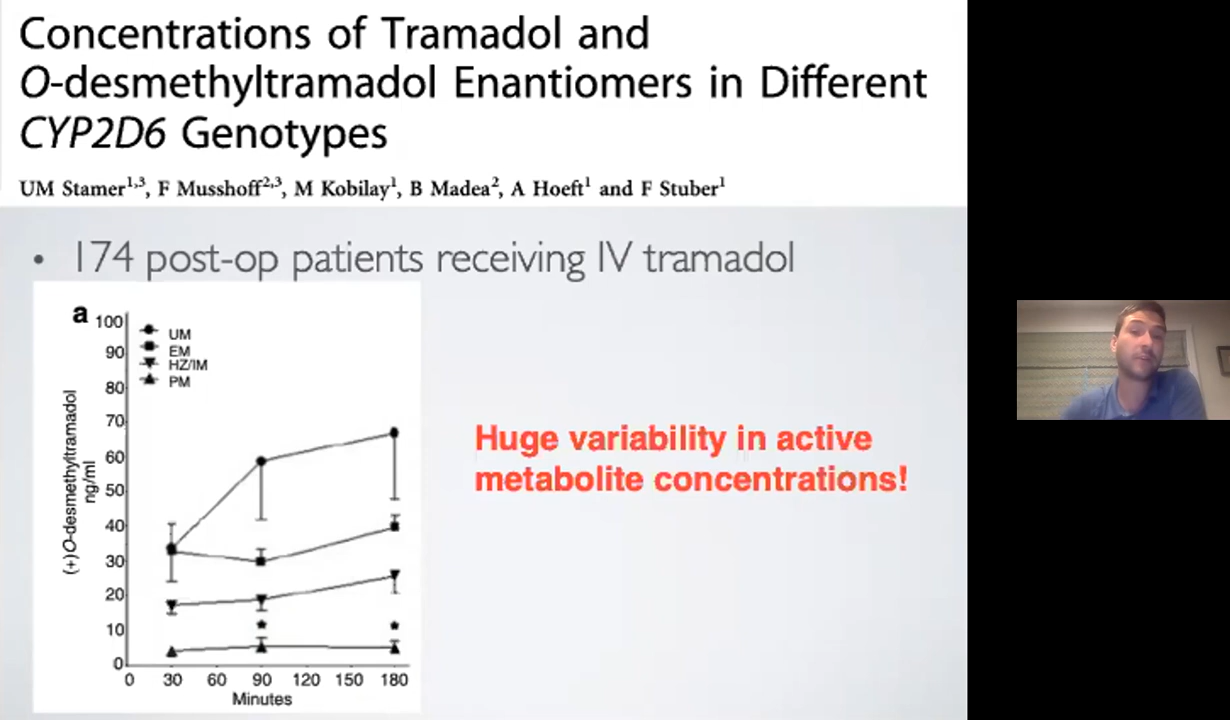 Concentrations of Tramadol and
O-desmethyltramadol Enantiomers in Different
CYP2D6 Genotypes
UM Stamer1,3, F Musshoff2,3, M Kobilay1, B Madea2, A Hoeft1 and F Stuber1
• 174 post-op patients receiving IV tramadol
a
UM
EM
HZ/IM
PM
100
90
80
70
60
50
40
30
20
10
0
(+)O-desmethyltramadol
ng/ml
0 30 60 90 120 150 180
Minutes
Huge variability in active
metabolite concentrations!